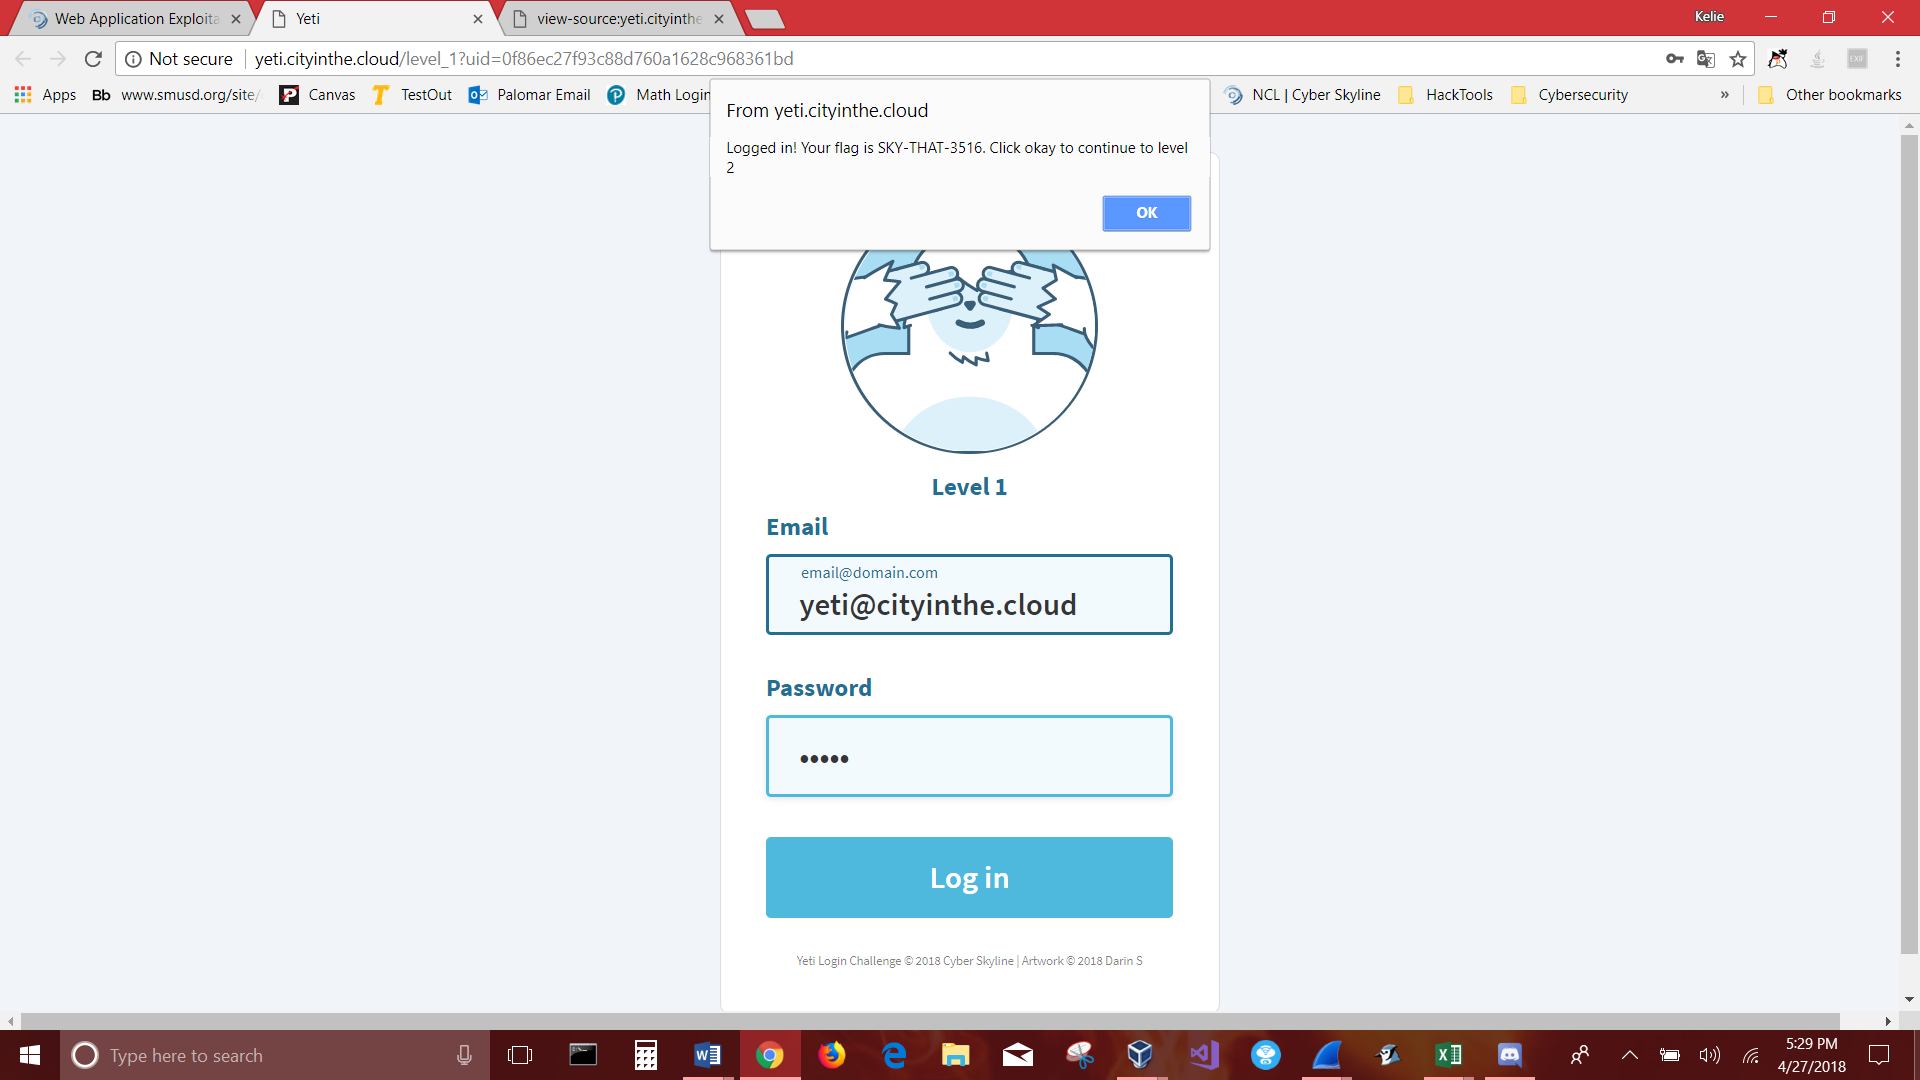 Web Application Exploita
Yeti
view-source:yeti.cityinthe
Kelie
Not secure
yeti.cityinthe.cloud/level_1?uid=0f86ec27f93c88d760a1628c968361bd
Apps
Bb www.smusd.org/site/
Canvas
TestOut
Palomar Email
Math Login
NCL | Cyber Skyline
HackTools
Cybersecurity
»
Other bookmarks
From yeti.cityinthe.cloud
Logged in! Your flag is SKY-THAT-3516. Click okay to continue to level
2
OK
Level 1
Email
email@domain.com
yeti@cityinthe.cloud
Password
•••••
Log in
Yeti Login Challenge © 2018 Cyber Skyline | Artwork © 2018 Darin S
Type here to search
5:29 PM
4/27/2018